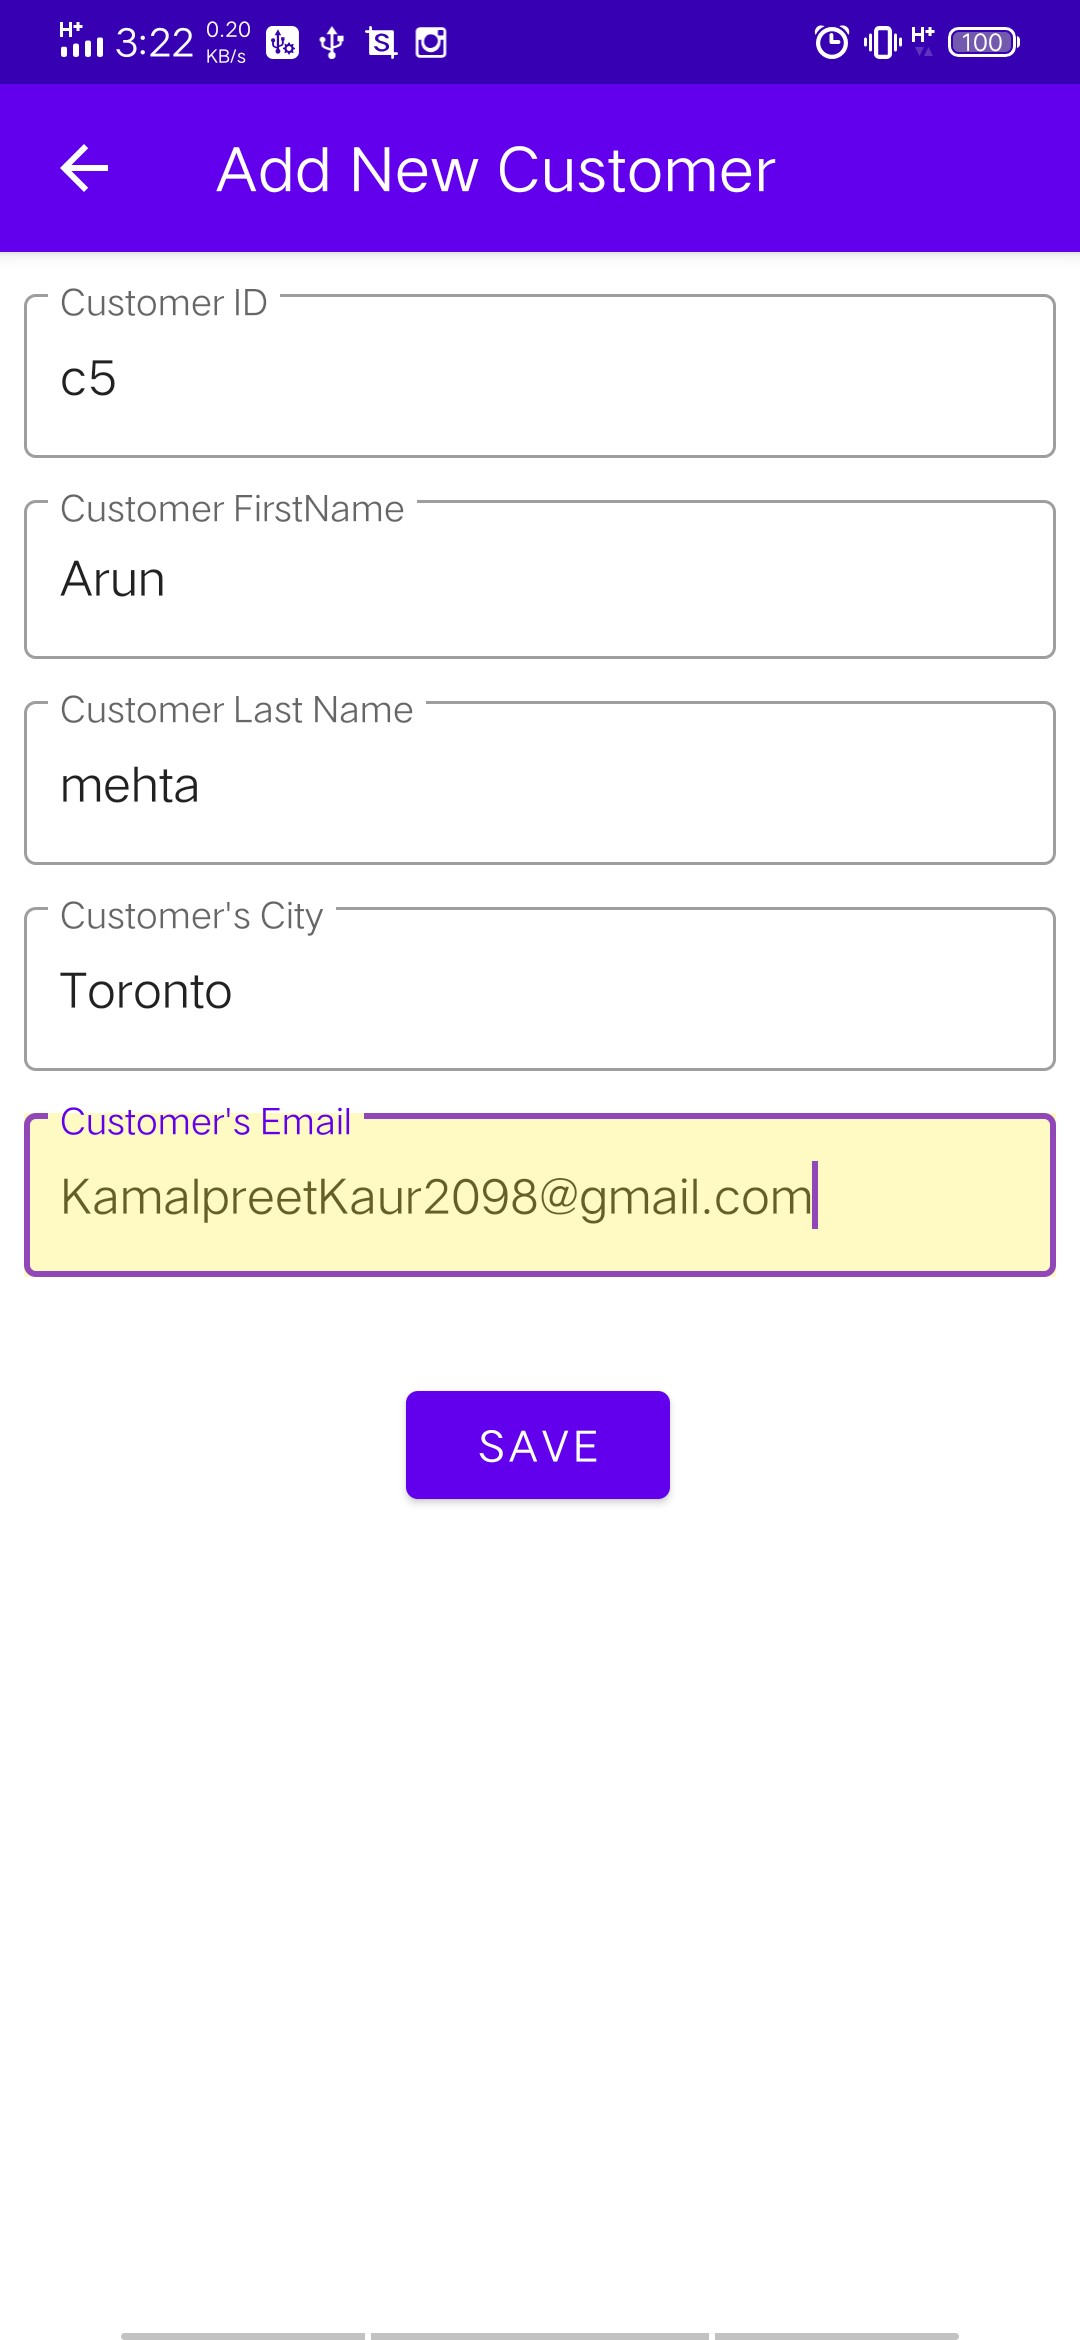 H+ 3:22 0.20 KB/s H+ 100
Add New Customer
Customer ID
c5
Customer FirstName
Arun
Customer Last Name
mehta
Customer's City
Toronto
Customer's Email
KamalpreetKaur2098@gmail.com
SAVE